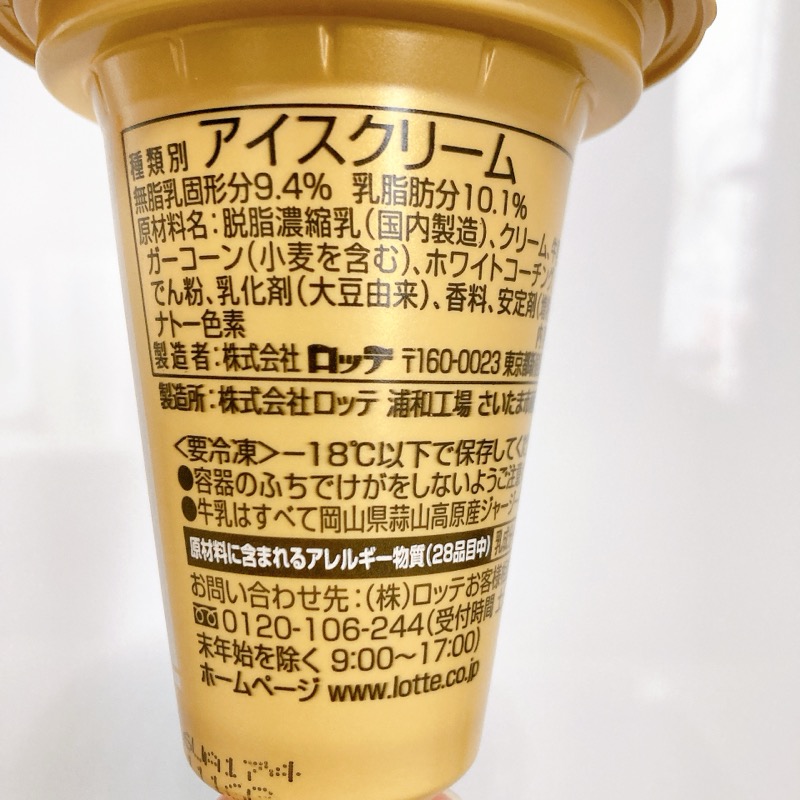 種類別 アイスクリーム
無脂乳固形分9.4% 乳脂肪分10.1%
原材料名：脱脂濃縮乳(国内製造)、クリーム、
ガーコーン(小麦を含む)、ホワイトコーチング
でん粉、乳化剤(大豆由来)、香料、安定剤
ナトー色素
製造者：株式会社 ロッテ 〒160-0023 東京都
製造所：株式会社ロッテ 浦和工場 さいたま市
<要冷凍>－18℃以下で保存してく
●容器のふちでけがをしないようご注
●牛乳はすべて岡山県蒜山高原産ジャージー
原材料に含まれるアレルギー物質(28品目中)
お問い合わせ先：(株)ロッテお客様
0120-106-244(受付時間
末年始を除く 9:00〜17:00)
ホームページ www.lotte.co.jp